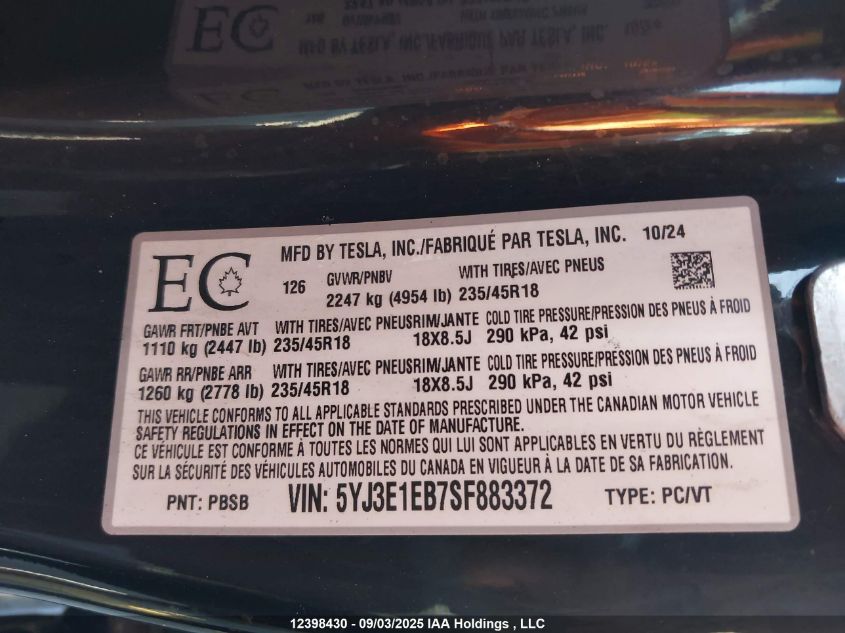 EC
MFD BY TESLA, INC./FABRIQUÉ PAR TESLA, INC. 10/24
126 GVWR/PNBV WITH TIRES/AVEC PNEUS
2247 kg (4954 lb) 235/45R18
GAWR FRT/PNBE AVT WITH TIRES/AVEC PNEUS RIM/JANTE COLD TIRE PRESSURE/PRESSION DES PNEUS À FROID
1110 kg (2447 lb) 235/45R18 18X8.5J 290 kPa, 42 psi
GAWR RR/PNBE ARR WITH TIRES/AVEC PNEUS RIM/JANTE COLD TIRE PRESSURE/PRESSION DES PNEUS À FROID
1260 kg (2778 lb) 235/45R18 18X8.5J 290 kPa, 42 psi
THIS VEHICLE CONFORMS TO ALL APPLICABLE STANDARDS PRESCRIBED UNDER THE CANADIAN MOTOR VEHICLE
SAFETY REGULATIONS IN EFFECT ON THE DATE OF MANUFACTURE.
CE VÉHICULE EST CONFORME À TOUTES LES NORMES QUI LUI SONT APPLICABLES EN VERTU DU RÈGLEMENT
SUR LA SÉCURITÉ DES VÉHICULES AUTOMOBILES DU CANADA EN VIGUEUR À LA DATE DE SA FABRICATION.
PNT: PBSB VIN: 5YJ3E1EB7SF883372 TYPE: PC/VT
12398430 - 09/03/2025 IAA Holdings , LLC